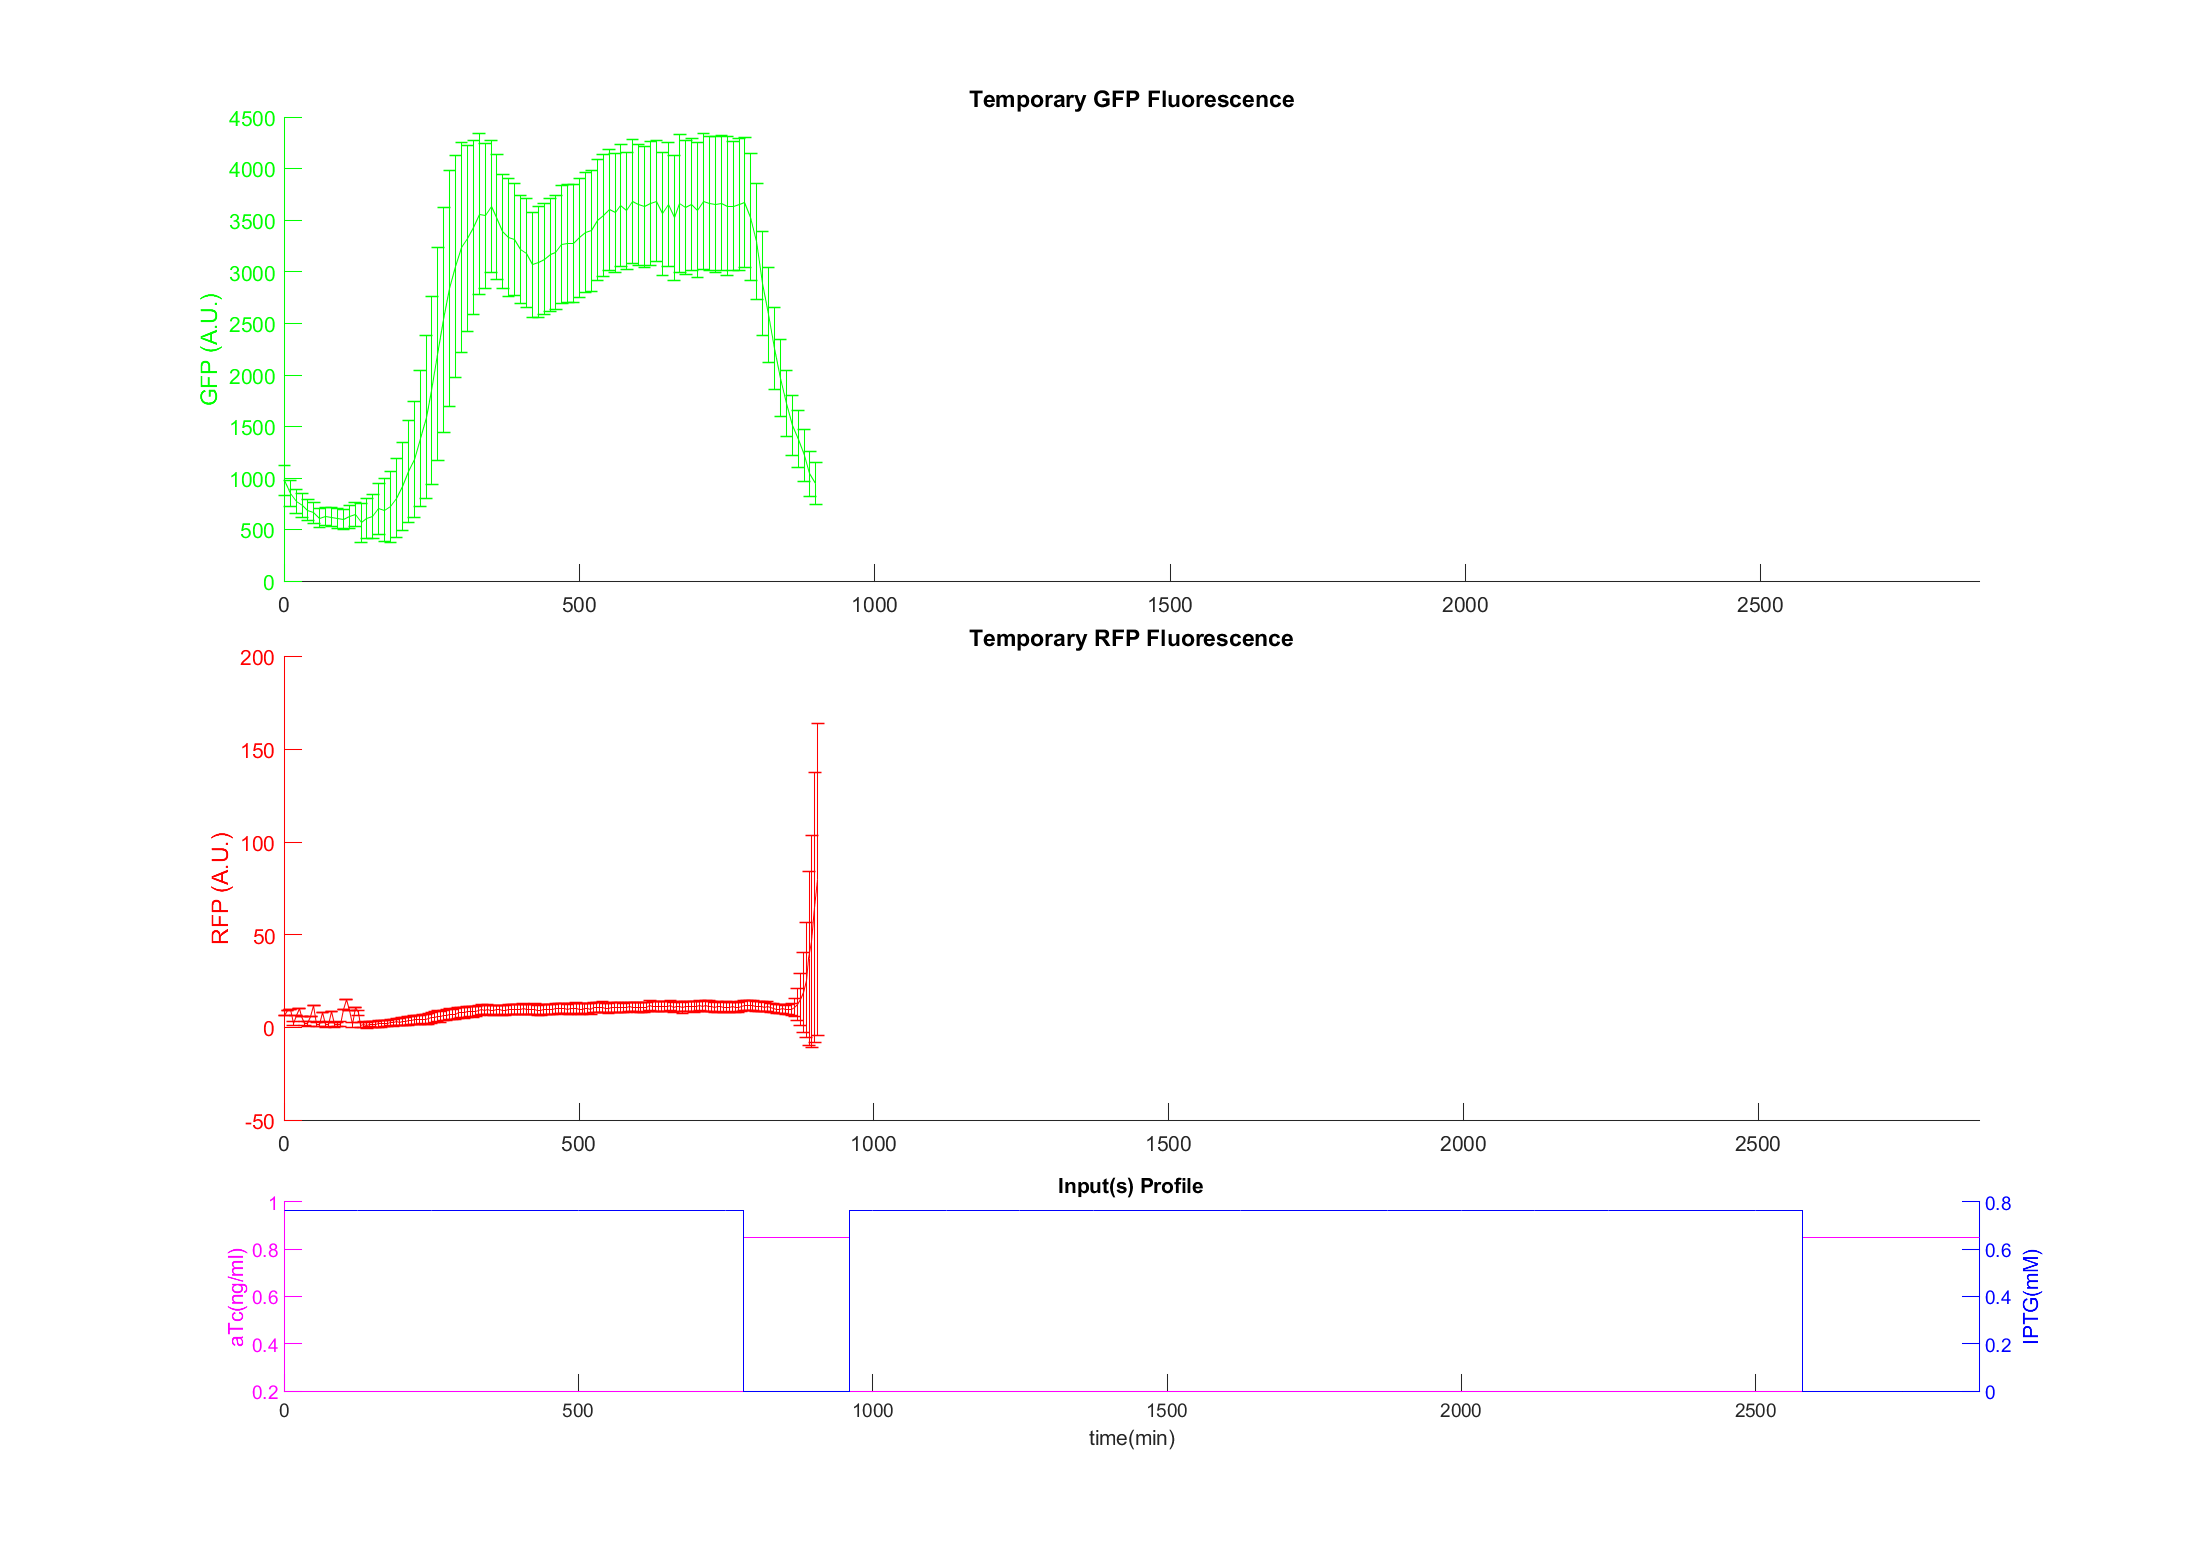 Temporary GFP Fluorescence
4500
4000
3500
3000
2500
2000
1500
1000
500
0
GFP (A.U.)
0 500 1000 1500 2000 2500
Temporary RFP Fluorescence
200
150
100
50
0
-50
RFP (A.U.)
0 500 1000 1500 2000 2500
Input(s) Profile
1
0.8
0.6
0.4
0.2
aTc(ng/ml)
0.8
0.6
0.4
0.2
0
IPTG(mM)
0 500 1000 1500 2000 2500
time(min)